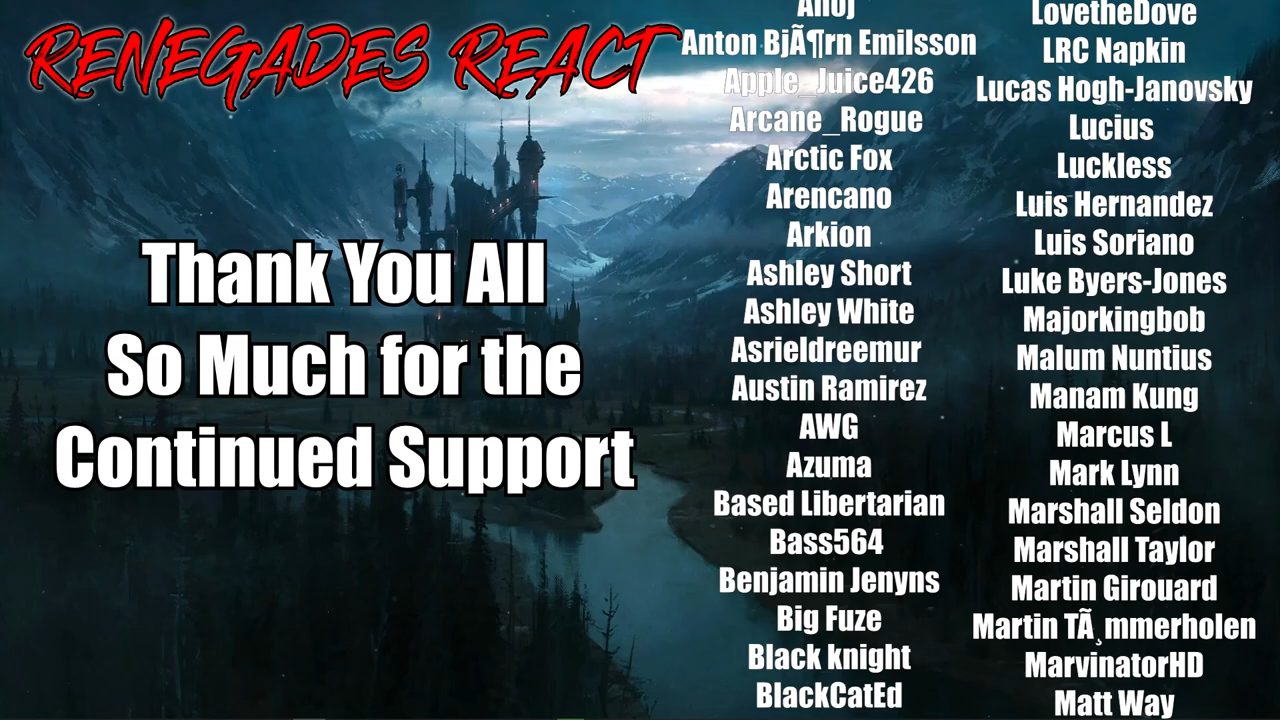 RENEGADES REACT
Thank You All
So Much for the
Continued Support
Anton BjÃ¶rn Emilsson
Apple_Juice426
Arcane_Rogue
Arctic Fox
Arencano
Arkion
Ashley Short
Ashley White
Asrieldreemur
Austin Ramirez
AWG
Azuma
Based Libertarian
Bass564
Benjamin Jenyns
Big Fuze
Black knight
BlackCatEd
LovetheDove
LRC Napkin
Lucas Hogh-Janovsky
Lucius
Luckless
Luis Hernandez
Luis Soriano
Luke Byers-Jones
Majorkingbob
Malum Nuntius
Manam Kung
Marcus L
Mark Lynn
Marshall Seldon
Marshall Taylor
Martin Girouard
Martin TÃ¸mmerholen
MarvinatorHD
Matt Way